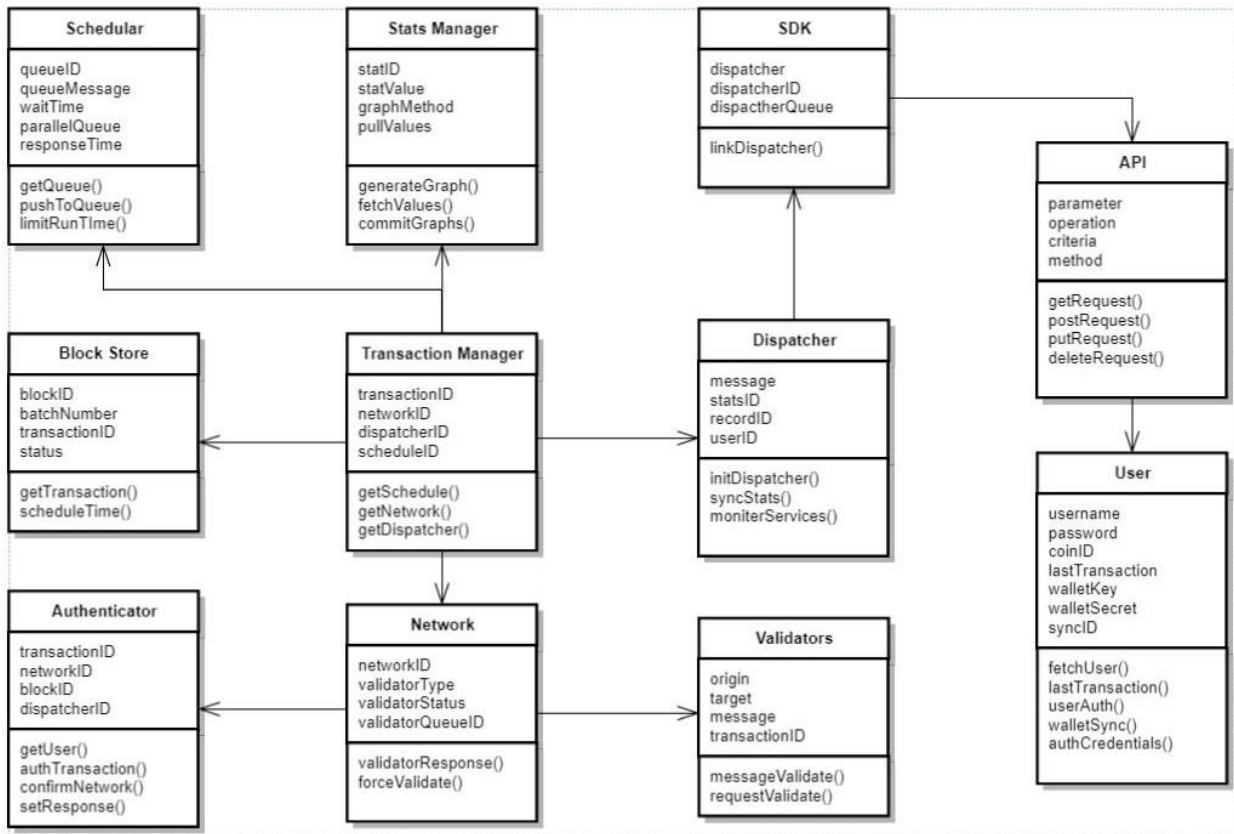 Schedular
queueID
queueMessage
waitTime
parallelQueue
responseTime
getQueue()
pushToQueue()
limitRunTIme()
Stats Manager
statID
statValue
graphMethod
pullValues
generateGraph()
fetchValues()
commitGraphs()
SDK
dispatcher
dispatcherID
dispactherQueue
linkDispatcher()
API
parameter
operation
criteria
method
getRequest()
postRequest()
putRequest()
deleteRequest()
Block Store
blockID
batchNumber
transactionID
status
getTransaction()
scheduleTime()
Transaction Manager
transactionID
networkID
dispatcherID
scheduleID
getSchedule()
getNetwork()
getDispatcher()
Dispatcher
message
statsID
recordID
userID
initDispatcher()
syncStats()
moniterServices()
User
username
password
coinID
lastTransaction
walletKey
walletSecret
syncID
fetchUser()
lastTransaction()
userAuth()
walletSync()
authCredentials()
Authenticator
transactionID
networkID
blockID
dispatcherID
getUser()
authTransaction()
confirmNetwork()
setResponse()
Network
networkID
validatorType
validatorStatus
validatorQueueID
validatorResponse()
forceValidate()
Validators
origin
target
message
transactionID
messageValidate()
requestValidate()